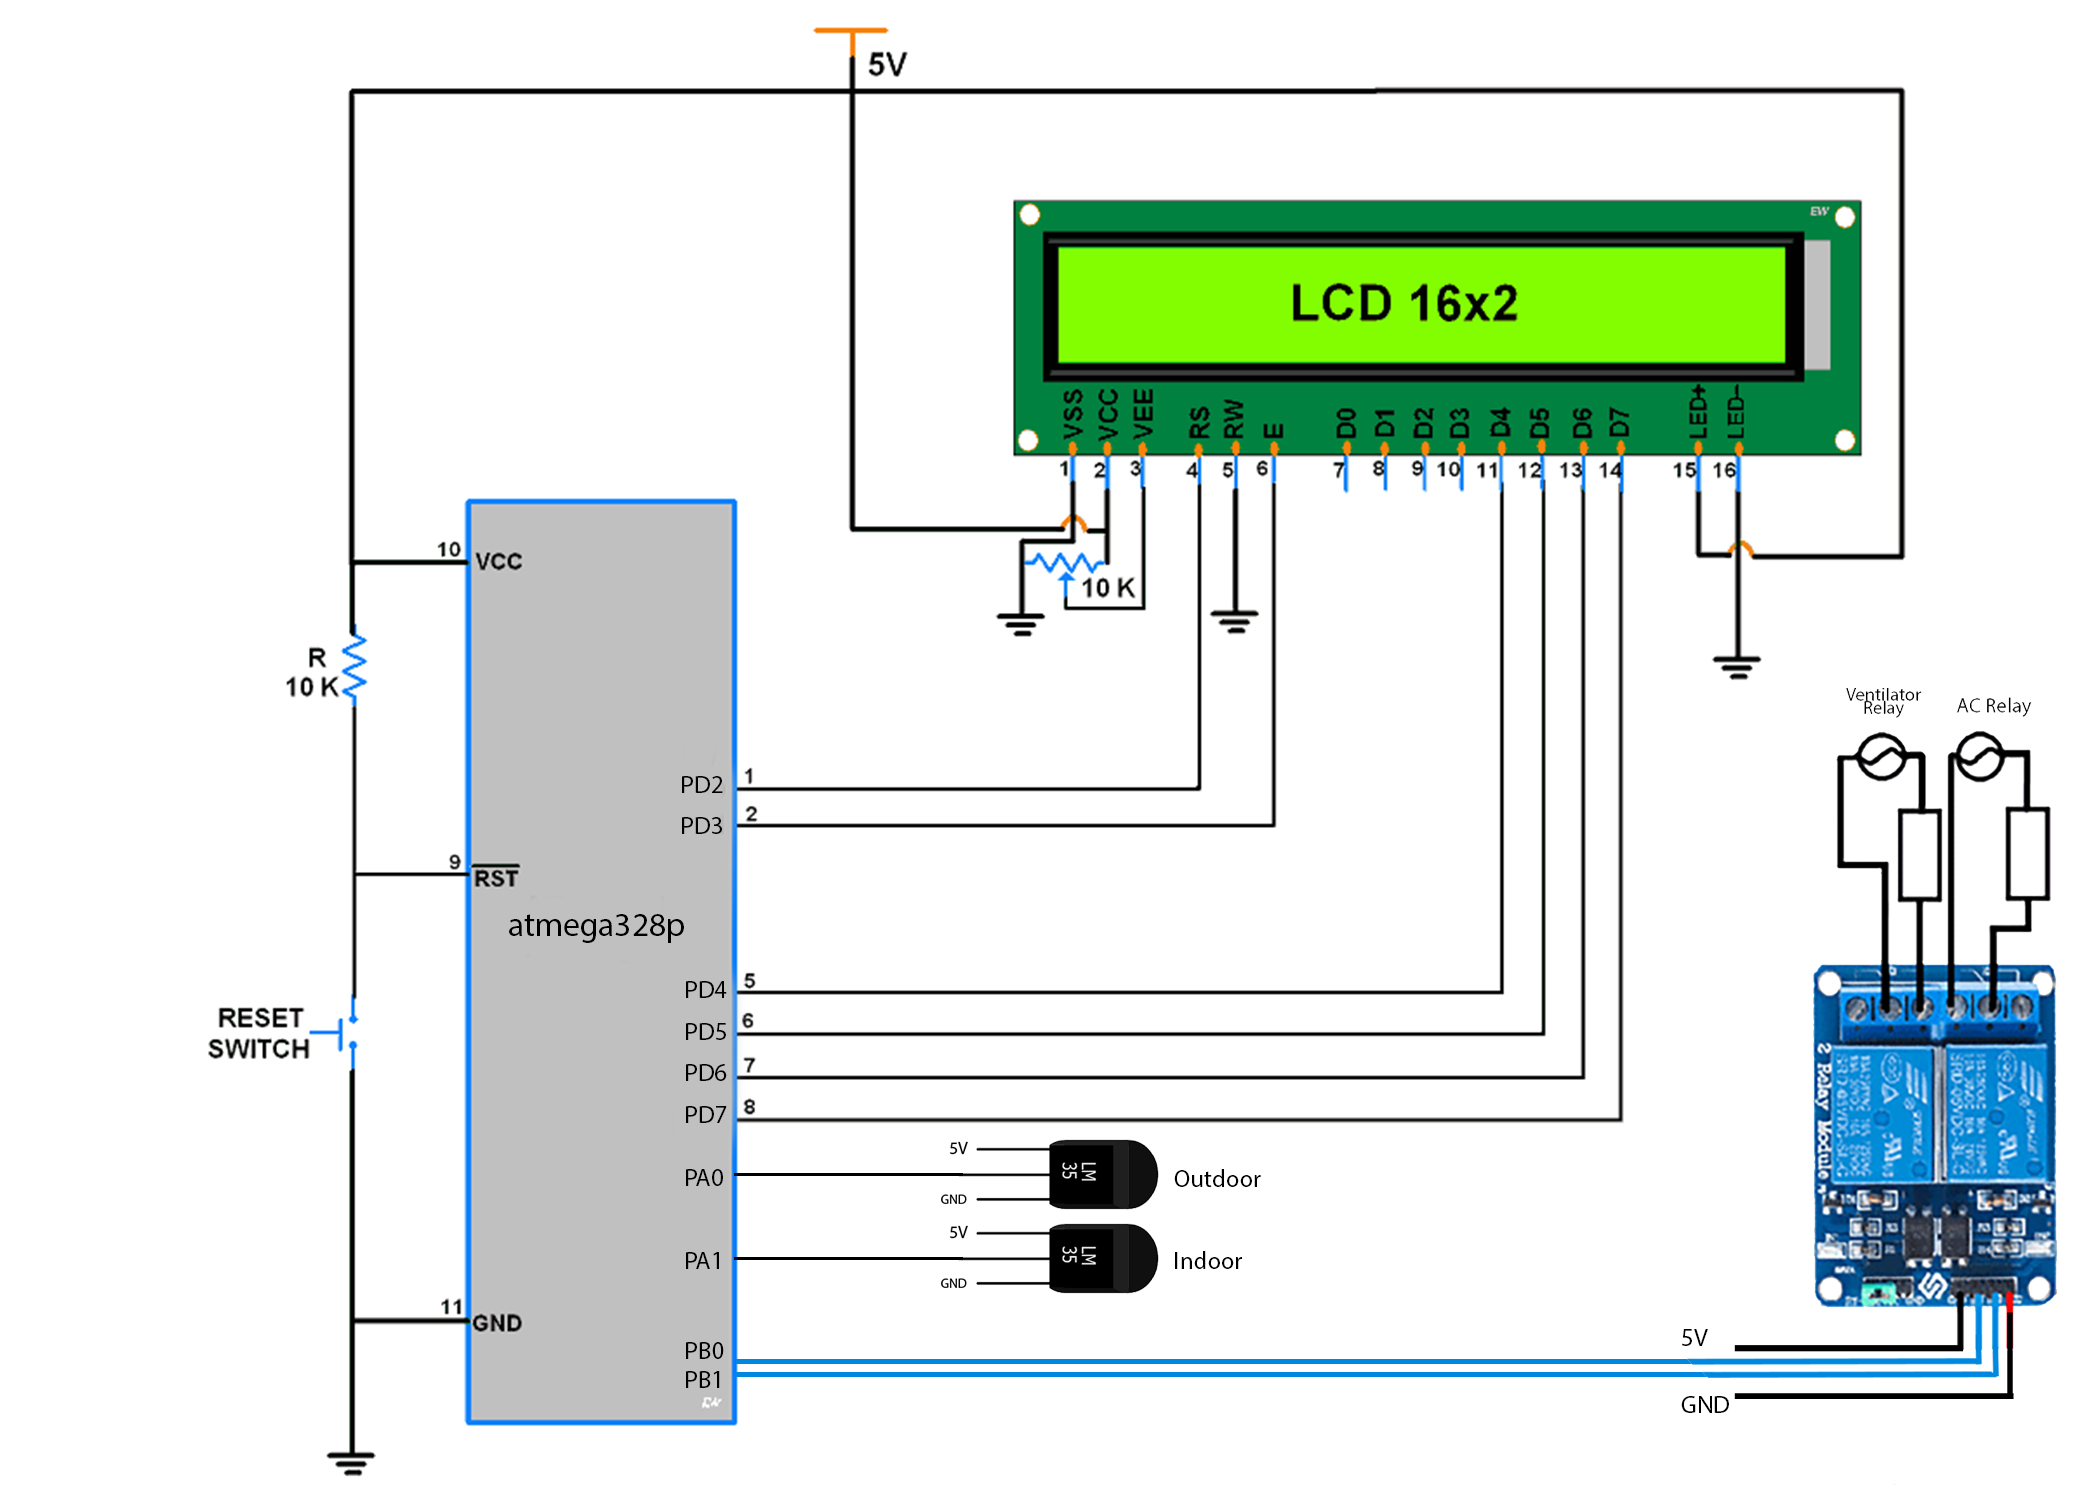 5V
EW
LCD 16x2
VSS
VCC
VEE
RS
RW
E
D0
D1
D2
D3
D4
D5
D6
D7
LED+
LED-
1
2
3
4
5
6
7
8
9
10
11
12
13
14
15
16
10 K
10
VCC
R
10 K
Ventilator
Relay
AC Relay
PD2
1
PD3
2
9
RST
atmega328p
PD4
5
PD5
6
PD6
7
PD7
8
RESET
SWITCH
5V
PA0
LM
35
Outdoor
GND
5V
PA1
LM
35
Indoor
GND
11
GND
PB0
PB1
2 Relay Module
5V
GND